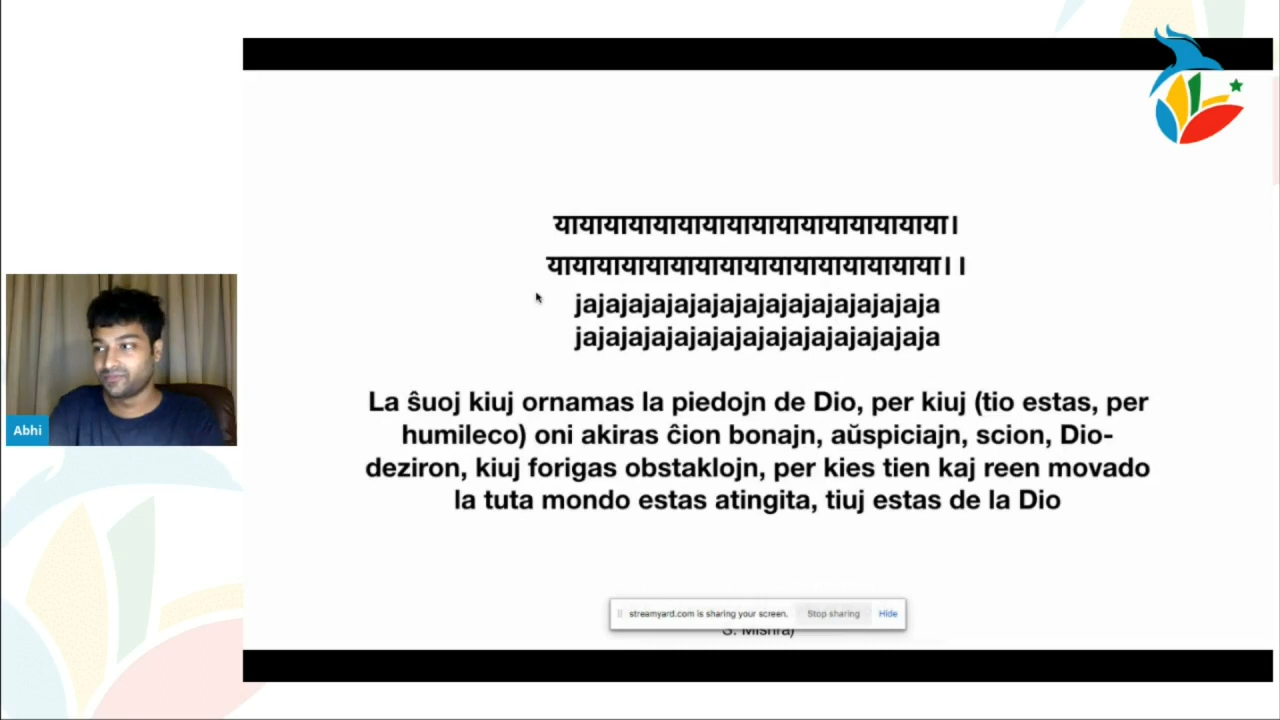 यायायायायायायायायायायायायायायाया।
यायायायायायायायायायायायायायायाया।।
jajajajajajajajajajajajajajajaja
jajajajajajajajajajajajajajajaja
La ŝuoj kiuj ornamas la piedojn de Dio, per kiuj (tio estas, per
humileco) oni akiras ĉion bonajn, aŭspiciajn, scion, Dio-
deziron, kiuj forigas obstaklojn, per kies tien kaj reen movado
la tuta mondo estas atingita, tiuj estas de la Dio
Abhi
streamyard.com is sharing your screen. Stop sharing Hide
S. Mishra)